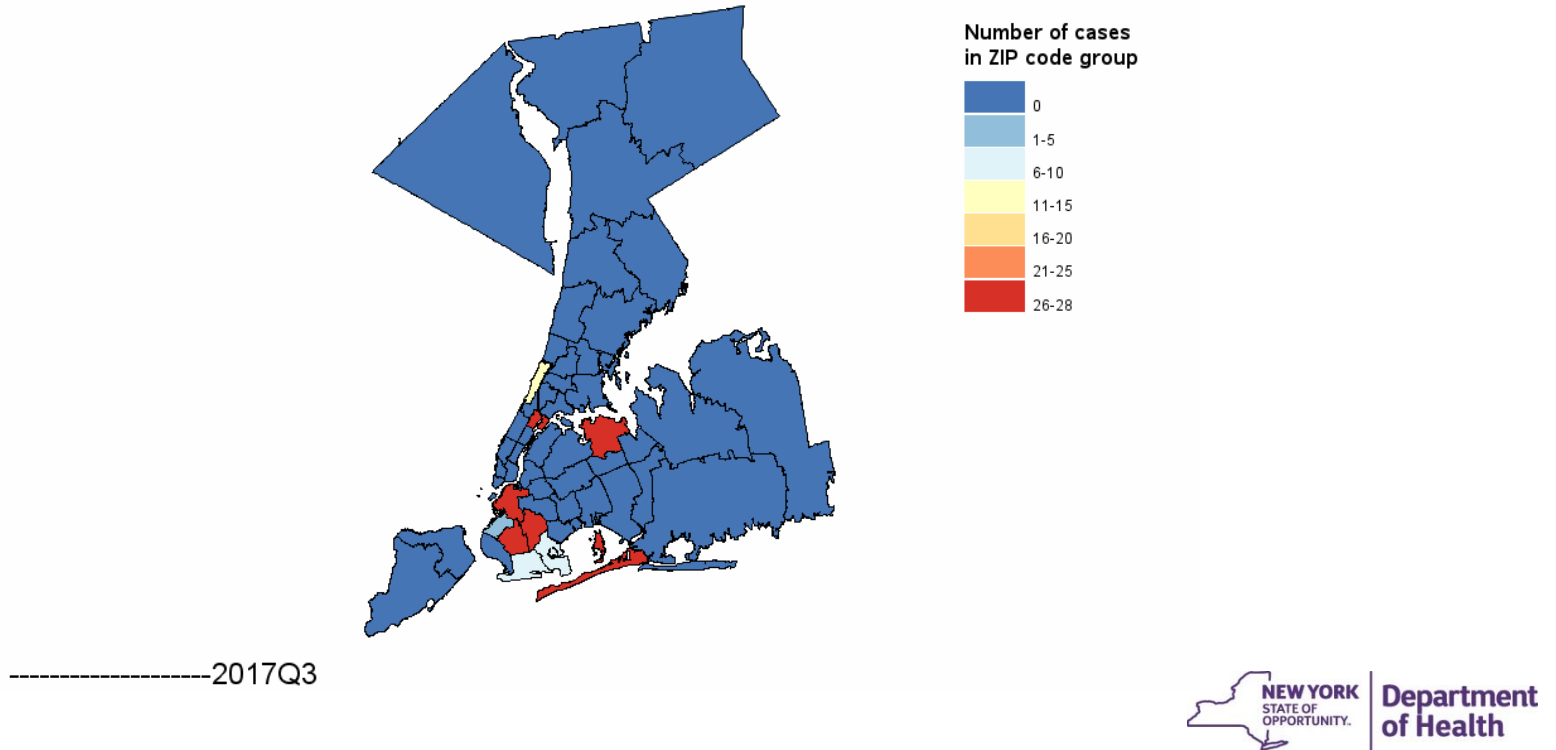 Number of cases
in ZIP code group
0
1-5
6-10
11-15
16-20
21-25
26-28
--------------------2017Q3
NEW YORK
STATE OF
OPPORTUNITY.
Department
of Health